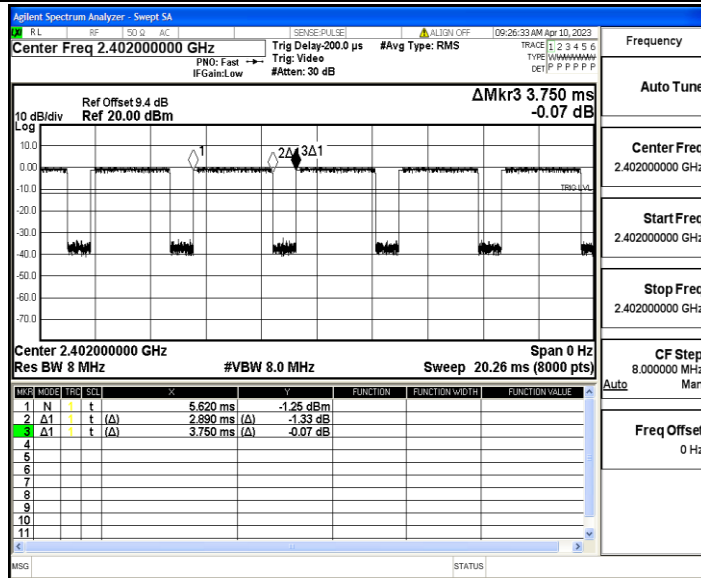 Agilent Spectrum Analyzer - Swept SA
RL RF 50 Ω AC SENSE:PULSE ALIGN OFF 09:26:33 AM Apr 10, 2023
Center Freq 2.402000000 GHz
PNO: Fast
IFGain:Low
Trig Delay-200.0 µs
Trig: Video
#Atten: 30 dB
#Avg Type: RMS
TRACE 1 2 3 4 5 6
TYPE WWWWWW
DET P P P P P P
ΔMkr3 3.750 ms
-0.07 dB
Ref Offset 9.4 dB
10 dB/div Ref 20.00 dBm
Log
10.0
0.00
-10.0
-20.0
-30.0
-40.0
-50.0
-60.0
-70.0
1
2Δ1
3Δ1
TRIG LVL
Center 2.402000000 GHz Span 0 Hz
Res BW 8 MHz #VBW 8.0 MHz Sweep 20.26 ms (8000 pts)
MKR MODE TRC SCL X Y FUNCTION FUNCTION WIDTH FUNCTION VALUE
1 N 1 t 5.620 ms -1.25 dBm
2 Δ1 1 t (Δ) 2.890 ms (Δ) -1.33 dB
3 Δ1 1 t (Δ) 3.750 ms (Δ) -0.07 dB
4
5
6
7
8
9
10
11
MSG STATUS
Frequency
Auto Tune
Center Freq
2.402000000 GHz
Start Freq
2.402000000 GHz
Stop Freq
2.402000000 GHz
CF Step
8.000000 MHz
Auto Man
Freq Offset
0 Hz